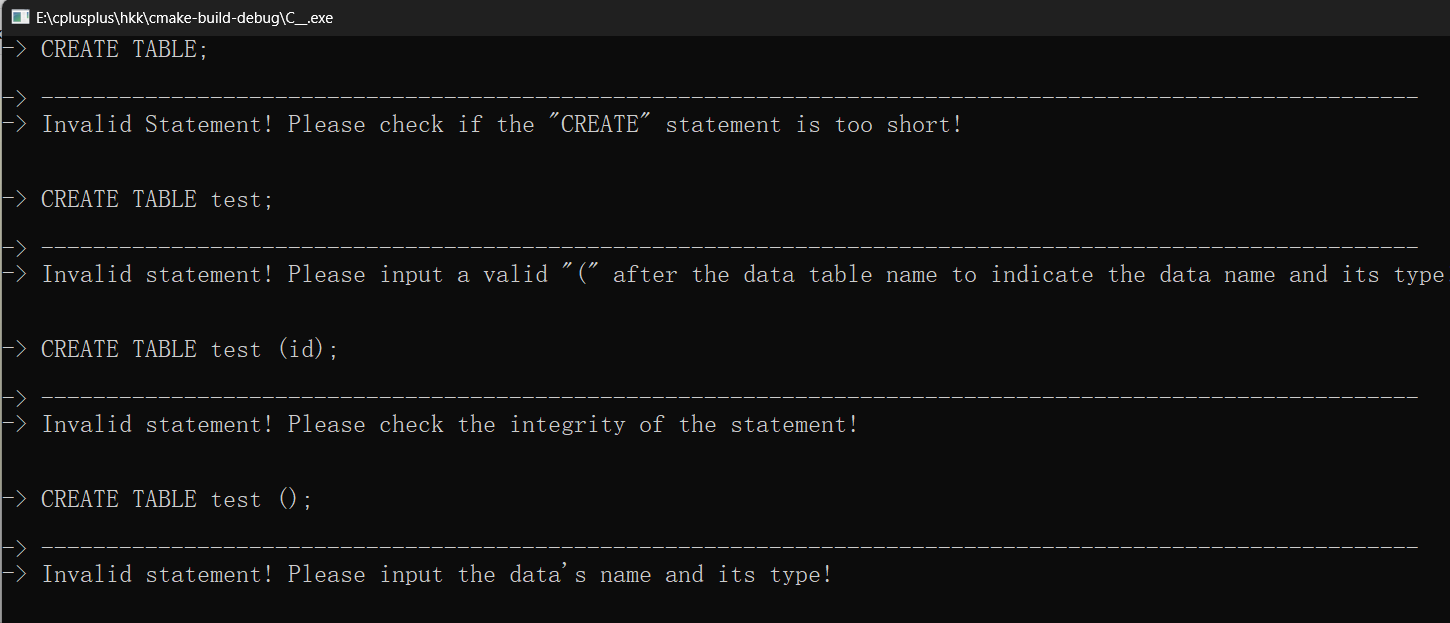 E:\cplusplus\hkk\cmake-build-debug\C__.exe
-> CREATE TABLE;
-> ----------------------------------------------------------------------------------------------------------
-> Invalid Statement! Please check if the "CREATE" statement is too short!
-> CREATE TABLE test;
-> ----------------------------------------------------------------------------------------------------------
-> Invalid statement! Please input a valid "(" after the data table name to indicate the data name and its type
-> CREATE TABLE test (id);
-> ----------------------------------------------------------------------------------------------------------
-> Invalid statement! Please check the integrity of the statement!
-> CREATE TABLE test ();
-> ----------------------------------------------------------------------------------------------------------
-> Invalid statement! Please input the data's name and its type!